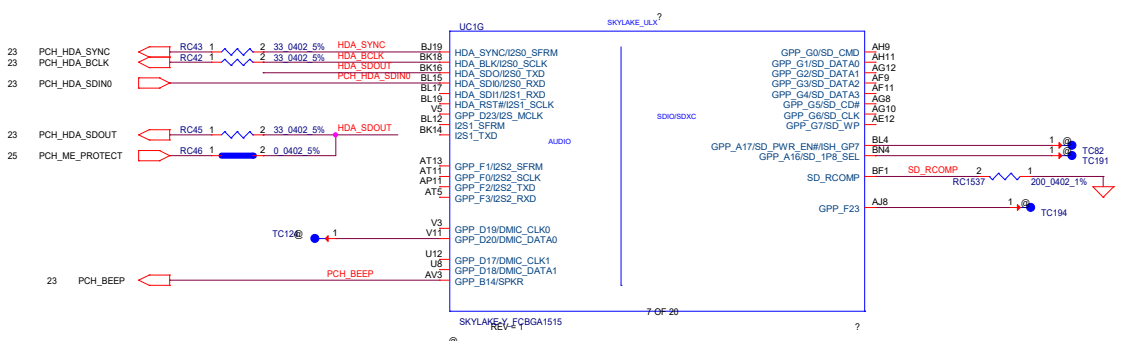 UC1G
SKYLAKE_ULX
?
23 PCH_HDA_SYNC RC43 1 2 33_0402_5% HDA_SYNC BJ19 HDA_SYNC/I2S0_SFRM
23 PCH_HDA_BCLK RC42 1 2 33_0402_5% HDA_BCLK BK18 HDA_BLK/I2S0_SCLK
HDA_SDOUT BK16 HDA_SDO/I2S0_TXD
23 PCH_HDA_SDIN0 PCH_HDA_SDIN0 BL15 HDA_SDI0/I2S0_RXD
BL17 HDA_SDI1/I2S1_RXD
BL19 HDA_RST#/I2S1_SCLK
V5 GPP_D23/I2S_MCLK
BL12 I2S1_SFRM
BK14 I2S1_TXD
23 PCH_HDA_SDOUT RC45 1 2 33_0402_5% HDA_SDOUT
25 PCH_ME_PROTECT RC46 1 2 0_0402_5%
AUDIO
AT13 GPP_F1/I2S2_SFRM
AT11 GPP_F0/I2S2_SCLK
AP11 GPP_F2/I2S2_TXD
AT5 GPP_F3/I2S2_RXD
V3 GPP_D19/DMIC_CLK0
@ 1 V11 GPP_D20/DMIC_DATA0
U12 GPP_D17/DMIC_CLK1
U8 GPP_D18/DMIC_DATA1
23 PCH_BEEP PCH_BEEP AV3 GPP_B14/SPKR
GPP_G0/SD_CMD AH9
GPP_G1/SD_DATA0 AH11
GPP_G2/SD_DATA1 AG12
GPP_G3/SD_DATA2 AF9
GPP_G4/SD_DATA3 AF11
GPP_G5/SD_CD# AG8
GPP_G6/SD_CLK AG10
GPP_G7/SD_WP AE12
SDIO/SDXC
GPP_A17/SD_PWR_EN#/ISH_GP7 BL4 1 @ TC82
GPP_A16/SD_1P8_SEL BN4 1 @ TC191
SD_RCOMP BF1 SD_RCOMP 2 1 RC1537 200_0402_1%
GPP_F23 AJ8 1 @ TC194
7 OF 20
SKYLAKE-Y_FCBGA1515
REV = 1
?
@